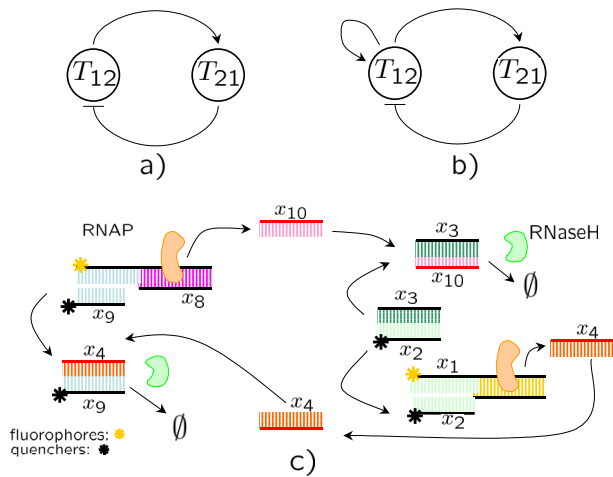 T12 T21
a)
T12 T21
b)
RNAP
x10
x3
RNaseH
x10
∅
x8
x9
x3
x2
x4
x1
x4
x9
∅
x4
x2
fluorophores:
quenchers:
c)